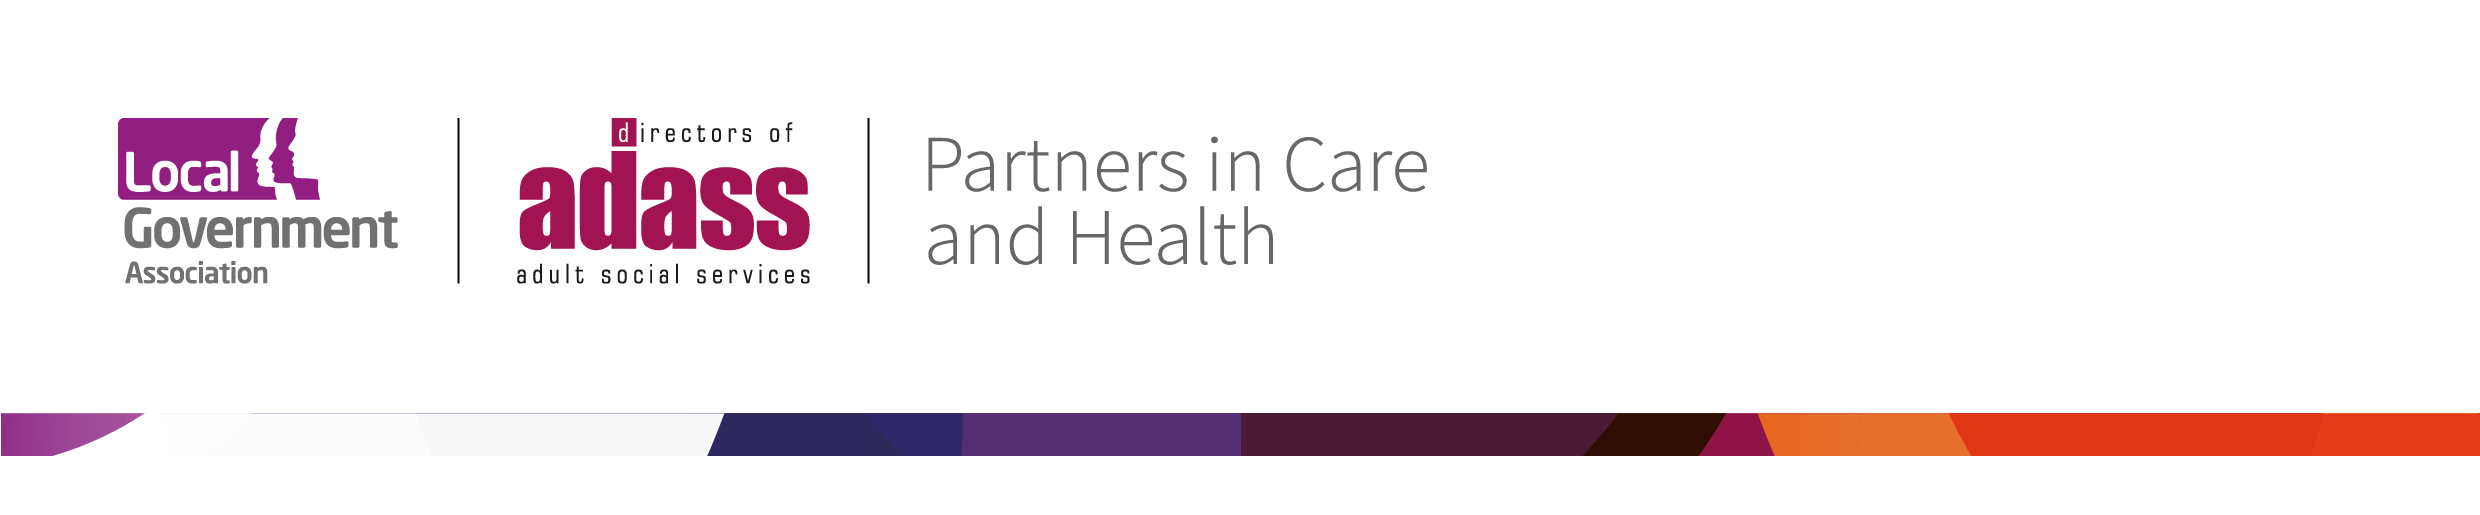 Local
Government
Association
directors of
adass
adult social services
Partners in Care
and Health